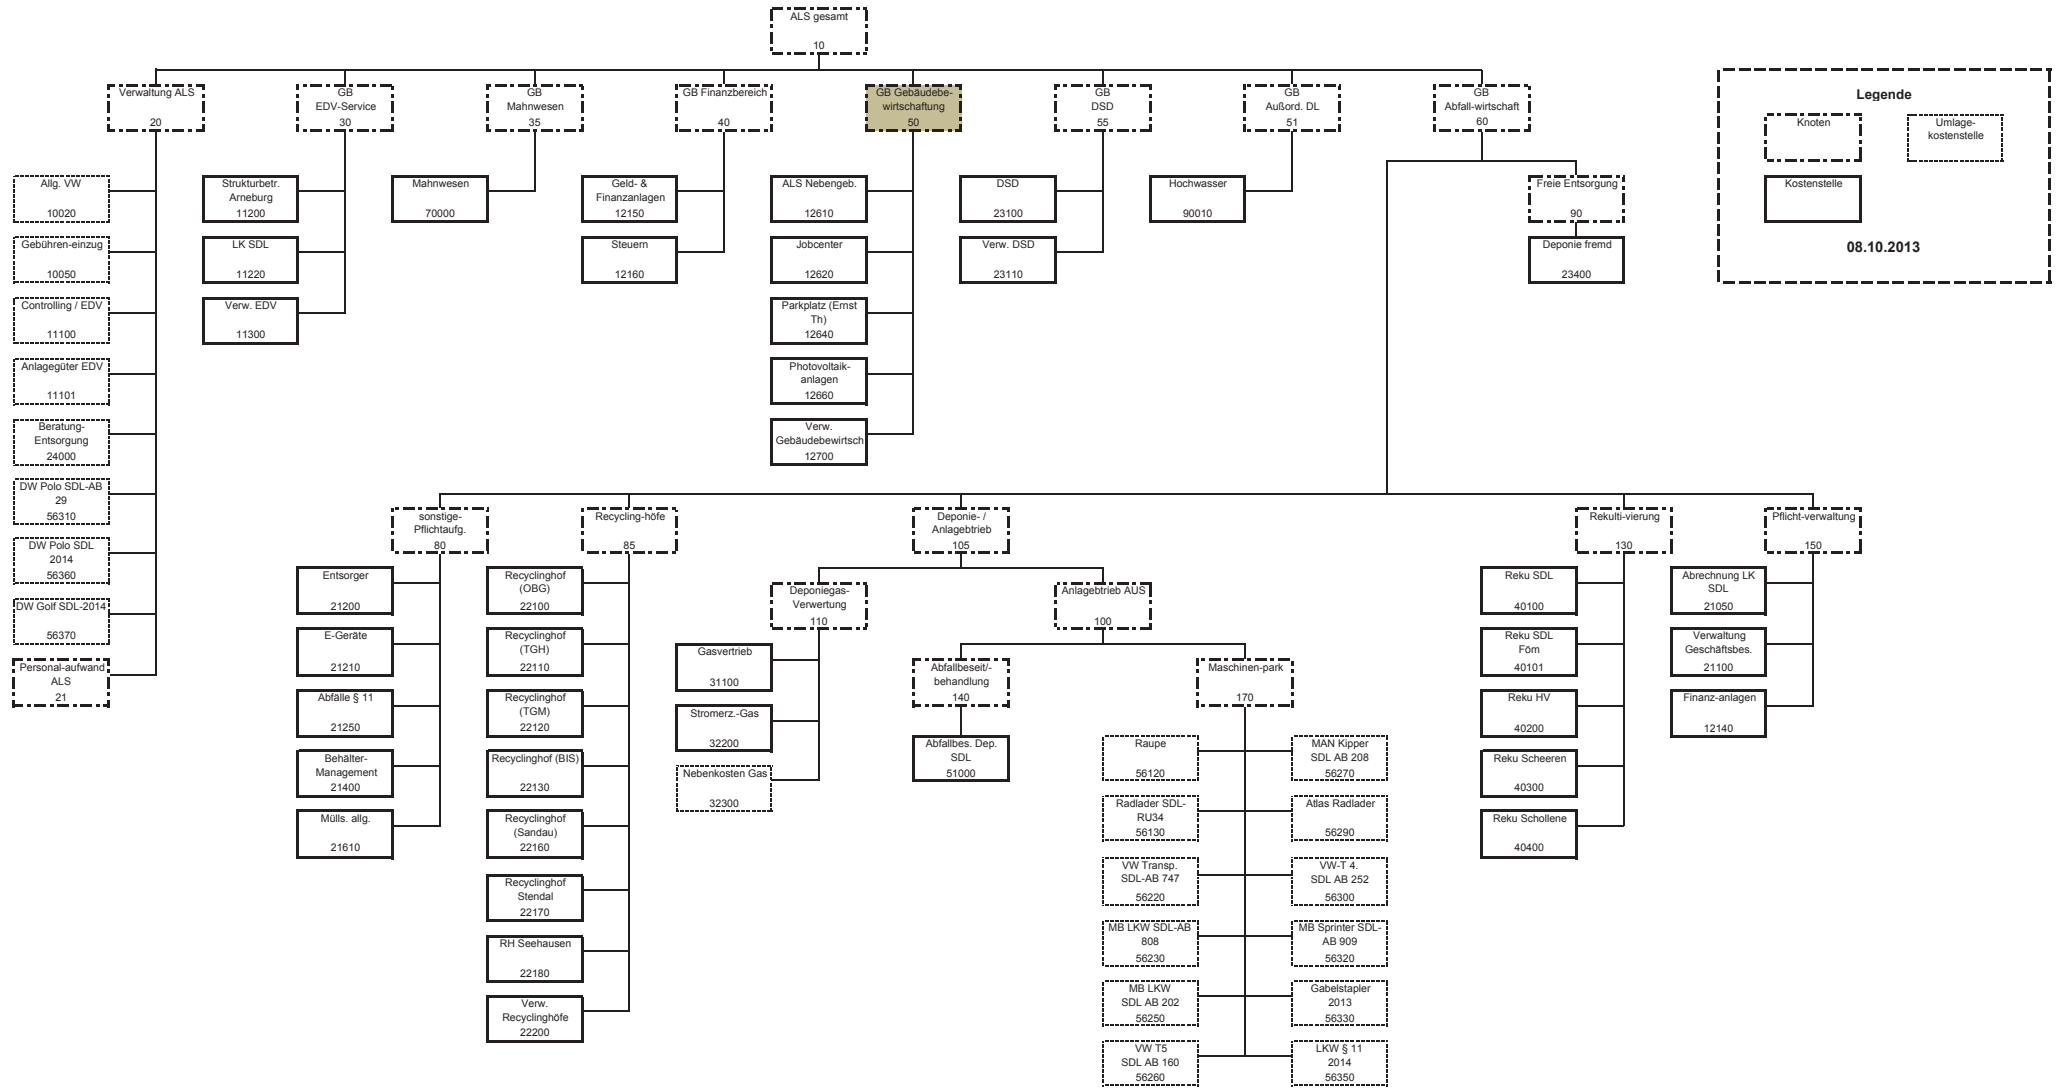 ALS gesamt
10
Verwaltung ALS
20
GB
EDV-Service
30
GB
Mahnwesen
35
GB Finanzbereich
40
GB Gebäudebe-
wirtschaftung
50
GB
DSD
55
GB
Außord. DL
51
GB
Abfall-wirtschaft
60
Legende
Knoten
Umlage-
kostenstelle
Kostenstelle
08.10.2013
Allg. VW
10020
Gebühren-einzug
10050
Controlling / EDV
11100
Anlagegüter EDV
11101
Beratung-
Entsorgung
24000
DW Polo SDL-AB
29
56310
DW Polo SDL
2014
56360
DW Golf SDL-2014
56370
Personal-aufwand
ALS
21
Strukturbetr.
Arneburg
11200
LK SDL
11220
Verw. EDV
11300
Mahnwesen
70000
Geld- &
Finanzanlagen
12150
Steuern
12160
ALS Nebengeb.
12610
Jobcenter
12620
Parkplatz (Ernst
Th)
12640
Photovoltaik-
anlagen
12660
Verw.
Gebäudebewirtsch
12700
DSD
23100
Verw. DSD
23110
Hochwasser
90010
Freie Entsorgung
90
Deponie fremd
23400
sonstige-
Pflichtaufg.
80
Recycling-höfe
85
Deponie- /
Anlagebtrieb
105
Rekulti-vierung
130
Pflicht-verwaltung
150
Entsorger
21200
E-Geräte
21210
Abfälle § 11
21250
Behälter-
Management
21400
Mülls. allg.
21610
Recyclinghof
(OBG)
22100
Recyclinghof
(TGH)
22110
Recyclinghof
(TGM)
22120
Recyclinghof (BIS)
22130
Recyclinghof
(Sandau)
22160
Recyclinghof
Stendal
22170
RH Seehausen
22180
Verw.
Recyclinghöfe
22200
Deponiegas-
Verwertung
110
Anlagebtrieb AUS
100
Gasvertrieb
31100
Stromerz.-Gas
32200
Nebenkosten Gas
32300
Abfallbeseit/-
behandlung
140
Abfallbes. Dep.
SDL
51000
Maschinen-park
170
Raupe
56120
MAN Kipper
SDL AB 208
56270
Radlader SDL-
RU34
56130
Atlas Radlader
56290
VW Transp.
SDL-AB 747
56220
VW-T 4.
SDL AB 252
56300
MB LKW SDL-AB
808
56230
MB Sprinter SDL-
AB 909
56320
MB LKW
SDL AB 202
56250
Gabelstapler
2013
56330
VW T5
SDL AB 160
56260
LKW § 11
2014
56350
Reku SDL
40100
Reku SDL
Föm
40101
Reku HV
40200
Reku Scheeren
40300
Reku Schollene
40400
Abrechnung LK
SDL
21050
Verwaltung
Geschäftsbes.
21100
Finanz-anlagen
12140